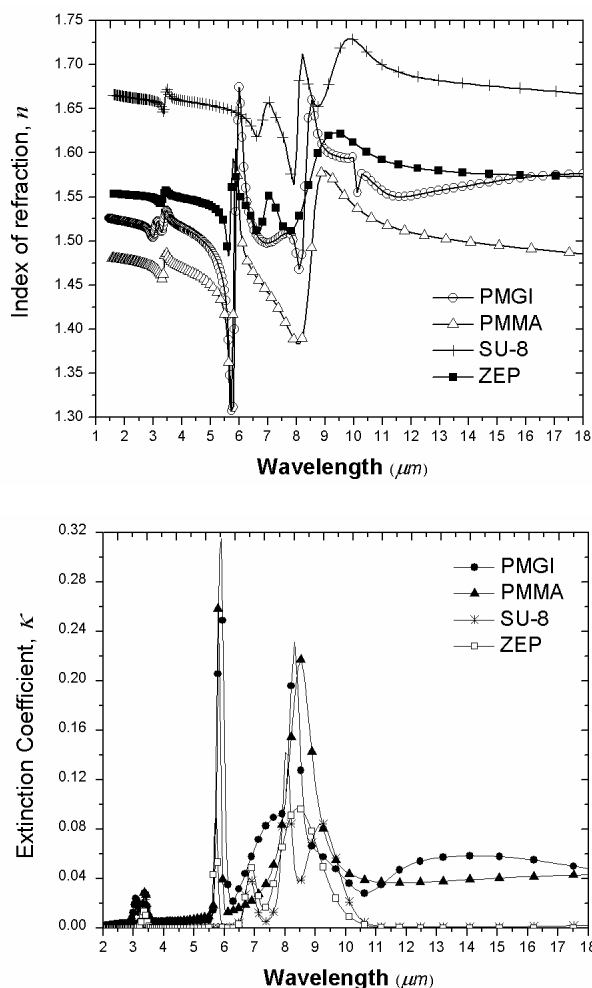 1.75
1.70
1.65
1.60
1.55
1.50
1.45
1.40
1.35
1.30
Index of refraction, n
PMGI
PMMA
SU-8
ZEP
1 2 3 4 5 6 7 8 9 10 11 12 13 14 15 16 17 18
Wavelength (μm)
0.32
0.28
0.24
0.20
0.16
0.12
0.08
0.04
0.00
Extinction Coefficient, κ
PMGI
PMMA
SU-8
ZEP
2 3 4 5 6 7 8 9 10 11 12 13 14 15 16 17 18
Wavelength (μm)